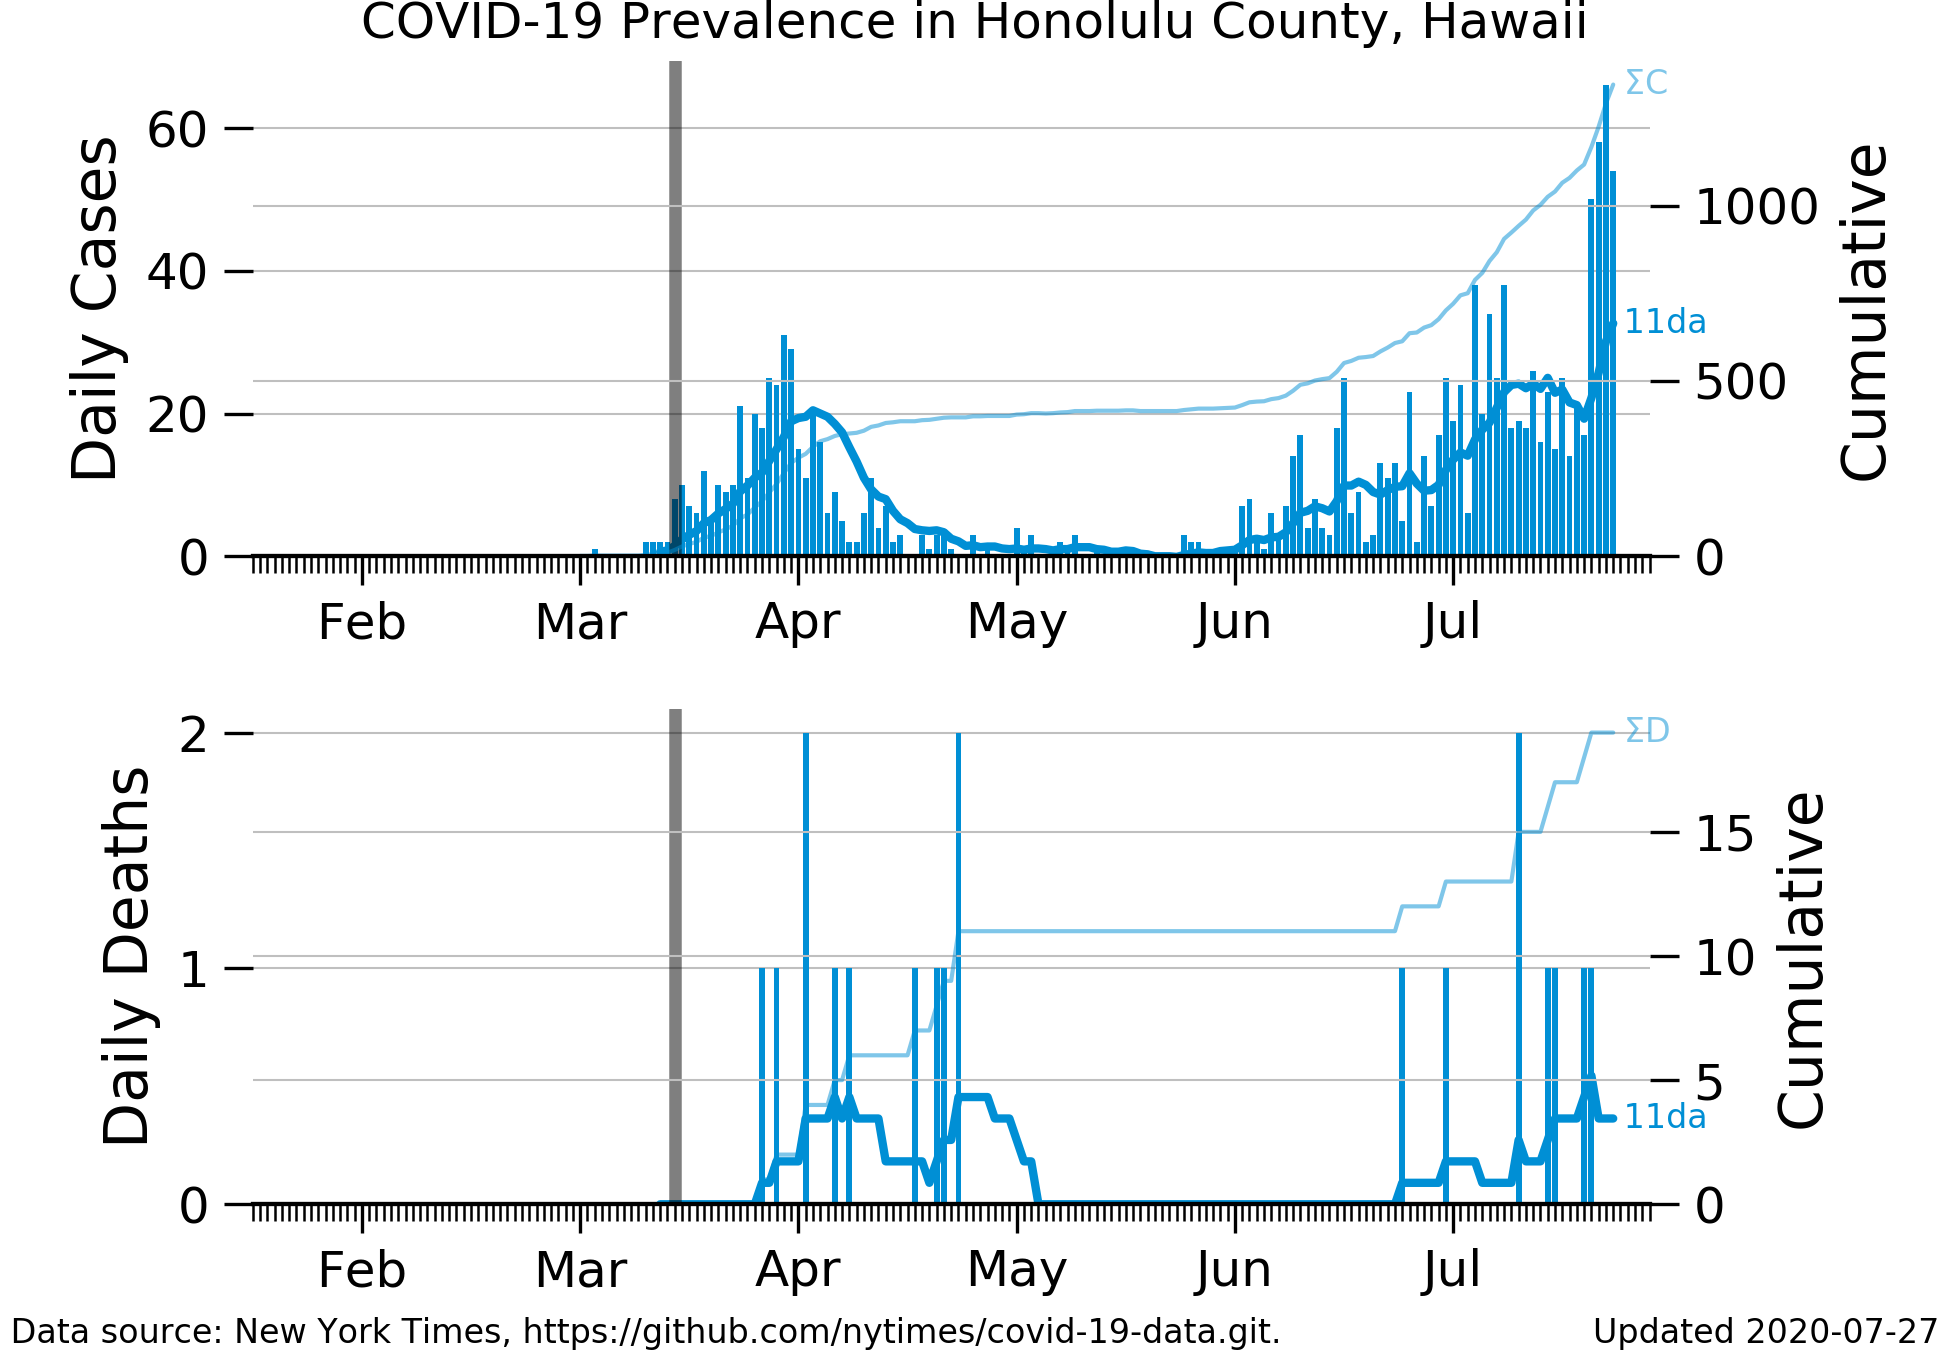 COVID-19 Prevalence in Honolulu County, Hawaii
Daily Cases
60
40
20
0
ΣC
11da
1000
500
0
Cumulative
Feb Mar Apr May Jun Jul
Daily Deaths
2
1
0
ΣD
11da
15
10
5
0
Cumulative
Feb Mar Apr May Jun Jul
Data source: New York Times, https://github.com/nytimes/covid-19-data.git.
Updated 2020-07-27